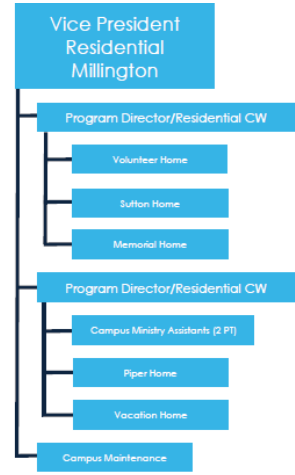 Vice President
Residential
Millington
Program Director/Residential CW
Volunteer Home
Sutton Home
Memorial Home
Program Director/Residential CW
Campus Ministry Assistants (2 PT)
Piper Home
Vacation Home
Campus Maintenance